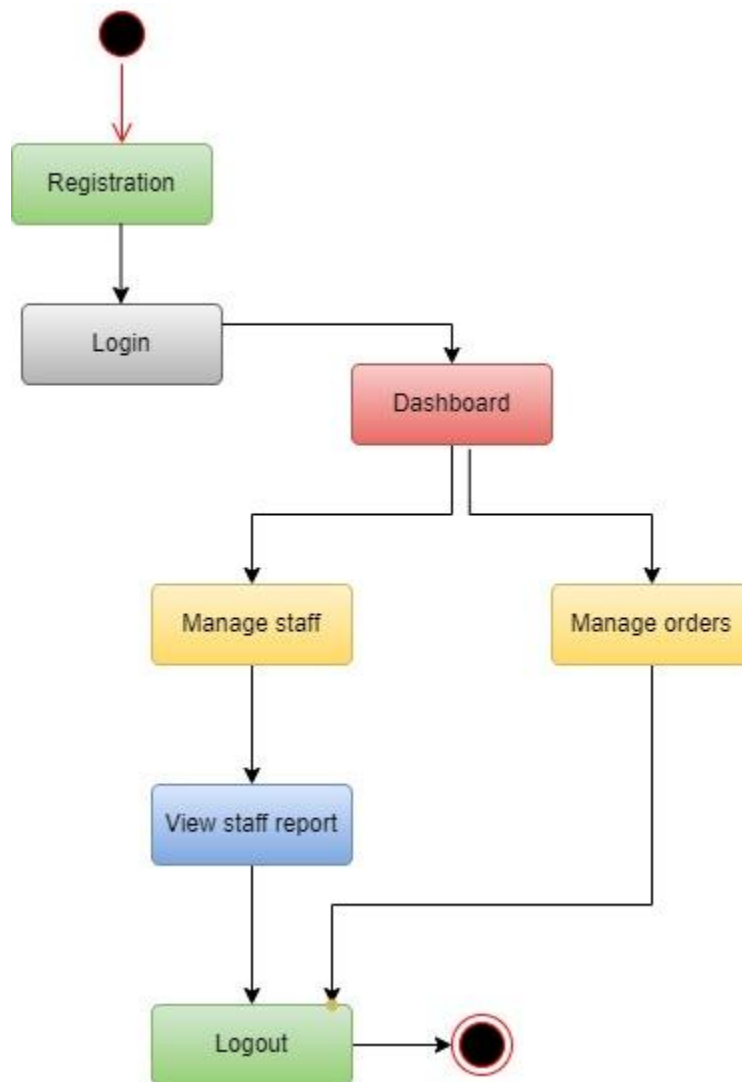 Registration
Login
Dashboard
Manage staff
Manage orders
View staff report
Logout